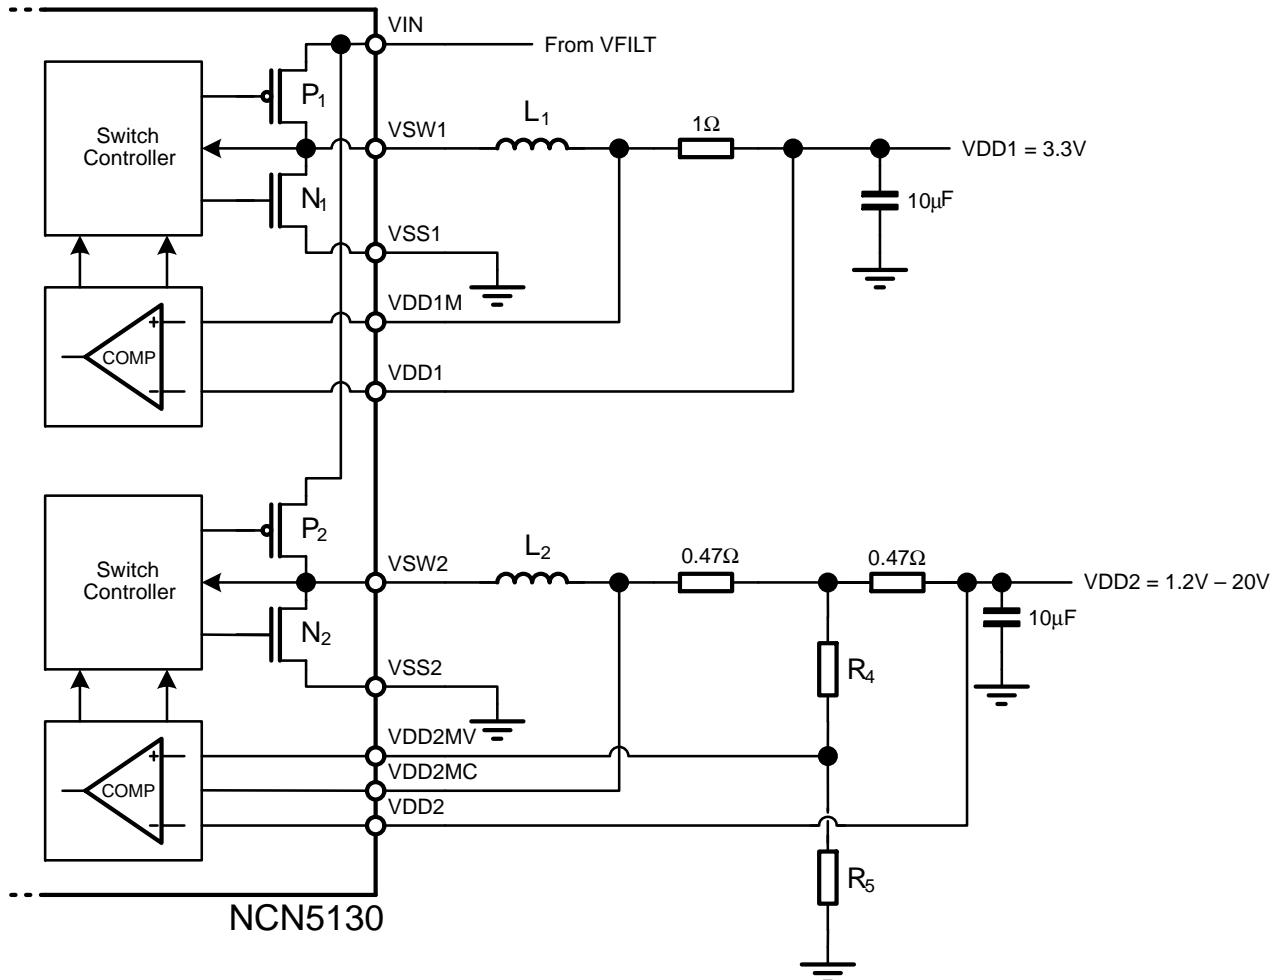 VIN
From VFILT
P1
Switch
Controller
VSW1
L1
1Ω
VDD1 = 3.3V
N1
10μF
VSS1
VDD1M
+
COMP
−
VDD1
P2
Switch
Controller
VSW2
L2
0.47Ω
0.47Ω
VDD2 = 1.2V – 20V
N2
10μF
VSS2
R4
VDD2MV
+
COMP
−
VDD2MC
VDD2
R5
NCN5130